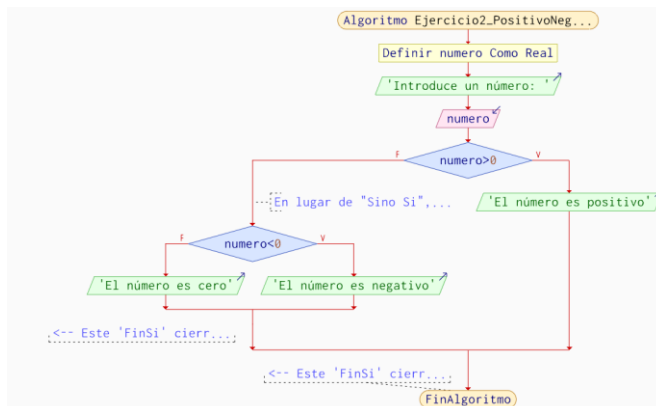 Algoritmo Ejercicio2_PositivoNeg...
Definir numero Como Real
'Introduce un número: '
numero
numero>0
F
V
En lugar de "Sino Si",...
'El número es positivo'
numero<0
F
V
'El número es cero'
'El número es negativo'
<-- Este 'FinSi' cierr...
<-- Este 'FinSi' cierr...
FinAlgoritmo